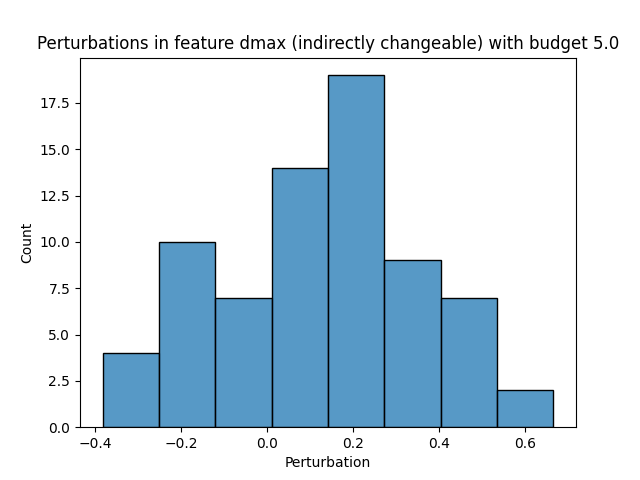 Perturbations in feature dmax (indirectly changeable) with budget 5.0
17.5
15.0
12.5
10.0
7.5
5.0
2.5
0.0
Count
−0.4 −0.2 0.0 0.2 0.4 0.6
Perturbation